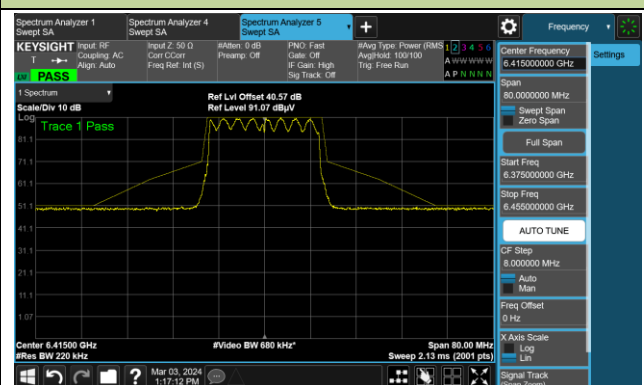 Spectrum Analyzer 1
Swept SA
Spectrum Analyzer 4
Swept SA
Spectrum Analyzer 5
Swept SA
Frequency
KEYSIGHT
Input: RF
Coupling: AC
Align: Auto
Input Z: 50 Ω
Corr CCorr
Freq Ref: Int (S)
#Atten: 0 dB
Preamp: Off
PNO: Fast
Gate: Off
IF Gain: High
Sig Track: Off
#Avg Type: Power (RMS
Avg|Hold: 100/100
Trig: Free Run
1 2 3 4 5 6
A W W W W W
A P N N N N
PASS
1 Spectrum
Scale/Div 10 dB
Ref Lvl Offset 40.57 dB
Ref Level 91.07 dBµV
Log
Trace 1 Pass
81.1
71.1
61.1
51.1
41.1
31.1
21.1
11.1
1.07
Center 6.41500 GHz
#Res BW 220 kHz
#Video BW 680 kHz*
Span 80.00 MHz
Sweep 2.13 ms (2001 pts)
Mar 03, 2024
1:17:12 PM
Center Frequency
6.415000000 GHz
Settings
Span
80.0000000 MHz
Swept Span
Zero Span
Full Span
Start Freq
6.375000000 GHz
Stop Freq
6.455000000 GHz
AUTO TUNE
CF Step
8.000000 MHz
Auto
Man
Freq Offset
0 Hz
X Axis Scale
Log
Lin
Signal Track
(Span Zoom)